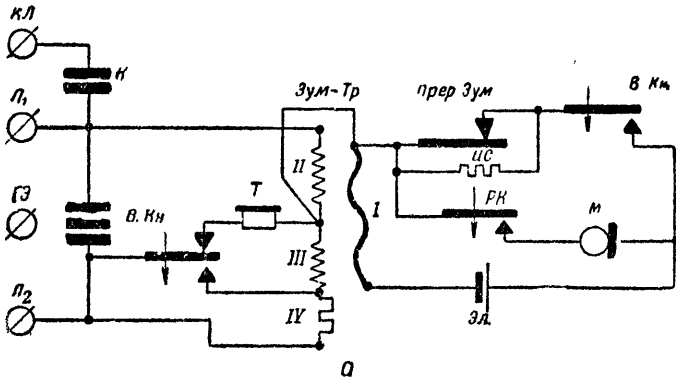 КЛ
К
Л₁
ГЭ
Л₂
В. Кн
Т
Зум-Тр
II
III
IV
I
прер Зум
ИС
РК
М
Эл.
В Кн.
а